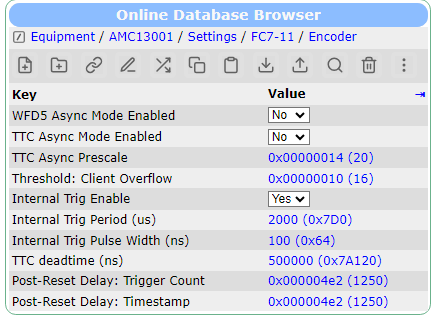 Online Database Browser
/ Equipment / AMC13001 / Settings / FC7-11 / Encoder
Key Value ⇥
WFD5 Async Mode Enabled No
TTC Async Mode Enabled No
TTC Async Prescale 0x00000014 (20)
Threshold: Client Overflow 0x00000010 (16)
Internal Trig Enable Yes
Internal Trig Period (us) 2000 (0x7D0)
Internal Trig Pulse Width (ns) 100 (0x64)
TTC deadtime (ns) 500000 (0x7A120)
Post-Reset Delay: Trigger Count 0x000004e2 (1250)
Post-Reset Delay: Timestamp 0x000004e2 (1250)